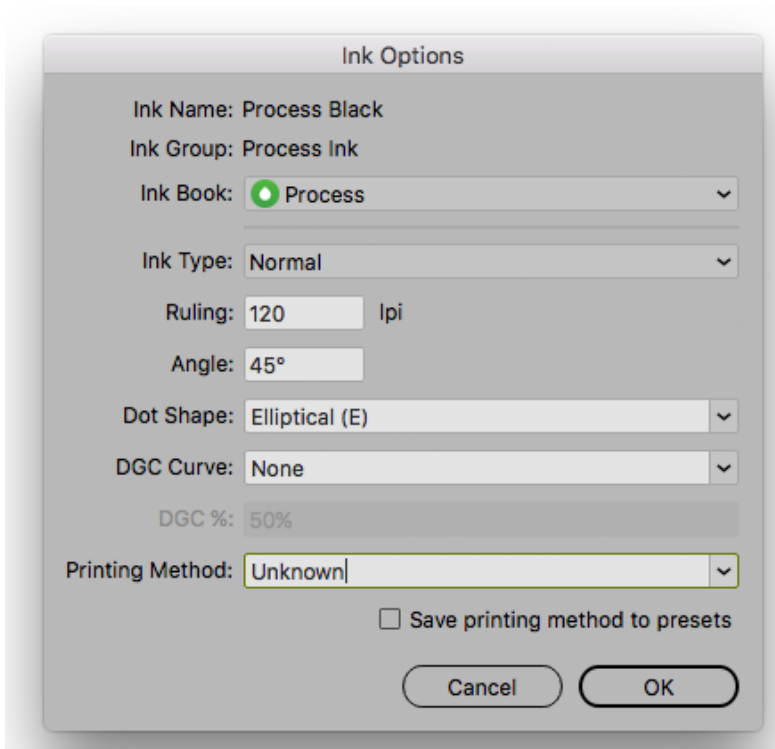 Ink Options
Ink Name: Process Black
Ink Group: Process Ink
Ink Book: Process
Ink Type: Normal
Ruling: 120 lpi
Angle: 45°
Dot Shape: Elliptical (E)
DGC Curve: None
DGC %: 50%
Printing Method: Unknown
Save printing method to presets
Cancel OK